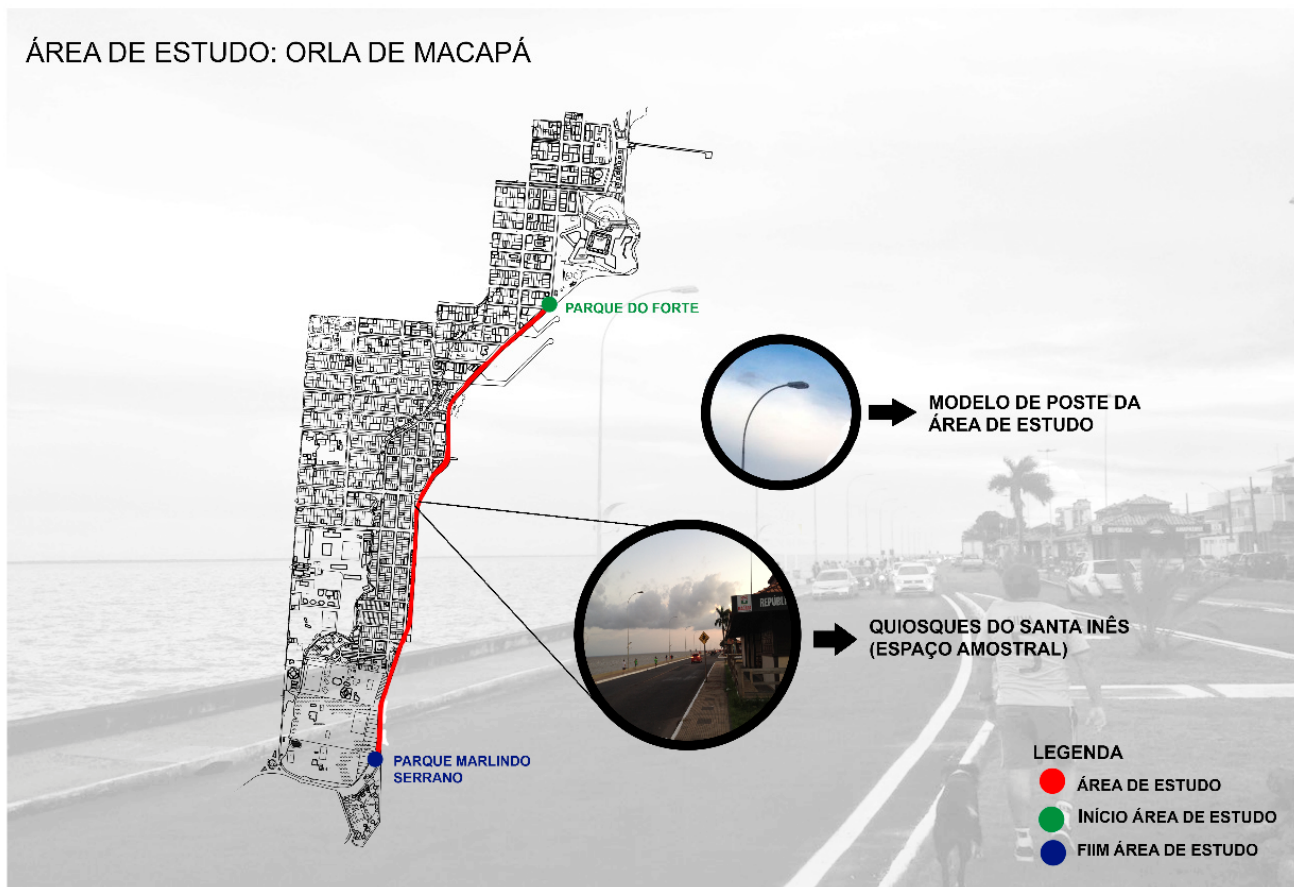 ÁREA DE ESTUDO: ORLA DE MACAPÁ
PARQUE DO FORTE
MODELO DE POSTE DA
ÁREA DE ESTUDO
REPUBLI
QUIOSQUES DO SANTA INÊS
(ESPAÇO AMOSTRAL)
PARQUE MARLINDO
SERRANO
LEGENDA
ÁREA DE ESTUDO
INÍCIO ÁREA DE ESTUDO
FIIM ÁREA DE ESTUDO